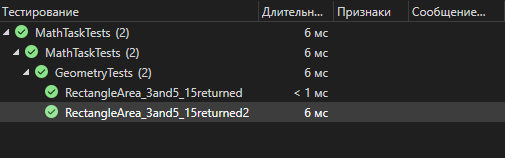 Тестирование Длительн... Признаки Сообщение...
MathTaskTests (2) 6 мс
MathTaskTests (2) 6 мс
GeometryTests (2) 6 мс
RectangleArea_3and5_15returned < 1 мс
RectangleArea_3and5_15returned2 6 мс